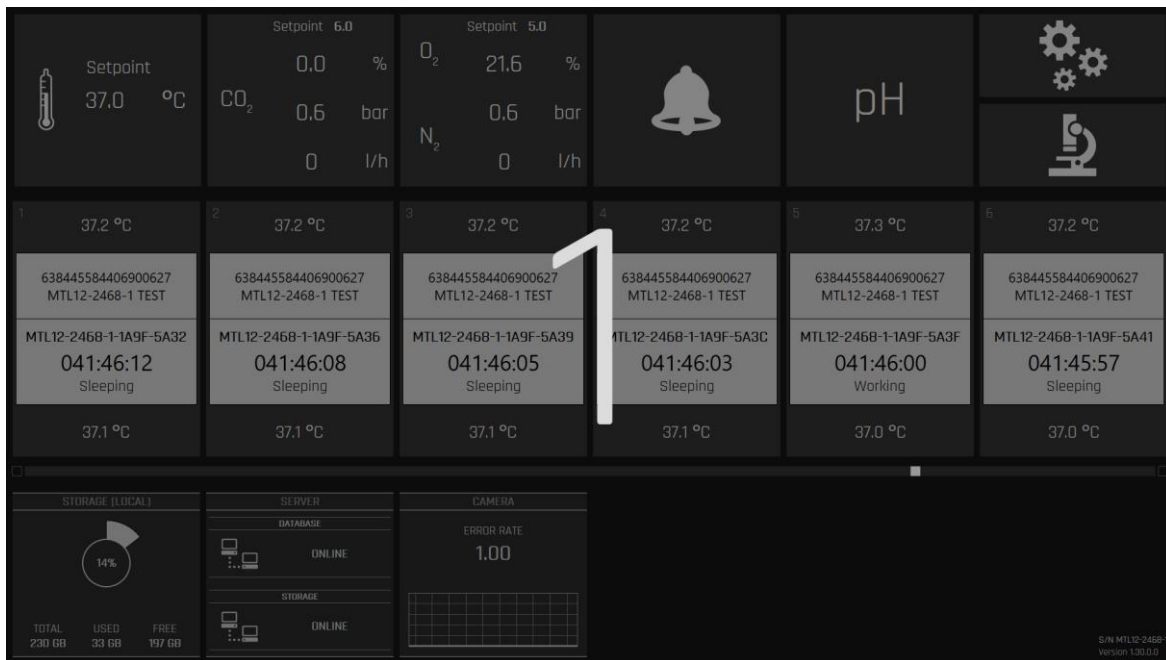 Setpoint
37.0 °C
Setpoint 6.0
CO2
0.0 %
0.6 bar
0 l/h
Setpoint 5.0
O2
21.6 %
0.6 bar
N2
0 l/h
pH
1
37.2 °C
638445584406900627
MTL12-2468-1 TEST
MTL12-2468-1-1A9F-5A32
041:46:12
Sleeping
37.1 °C
2
37.2 °C
638445584406900627
MTL12-2468-1 TEST
MTL12-2468-1-1A9F-5A36
041:46:08
Sleeping
37.1 °C
3
37.2 °C
638445584406900627
MTL12-2468-1 TEST
MTL12-2468-1-1A9F-5A39
041:46:05
Sleeping
37.1 °C
1
4
37.2 °C
638445584406900627
MTL12-2468-1 TEST
MTL12-2468-1-1A9F-5A3C
041:46:03
Sleeping
37.1 °C
5
37.3 °C
638445584406900627
MTL12-2468-1 TEST
MTL12-2468-1-1A9F-5A3F
041:46:00
Working
37.0 °C
6
37.2 °C
638445584406900627
MTL12-2468-1 TEST
MTL12-2468-1-1A9F-5A41
041:45:57
Sleeping
37.0 °C
STORAGE (LOCAL)
14%
TOTAL USED FREE
230 GB 33 GB 197 GB
SERVER
DATABASE
ONLINE
STORAGE
ONLINE
CAMERA
ERROR RATE
1.00
S/N MTL12-2468-
Version 1.30.0.0